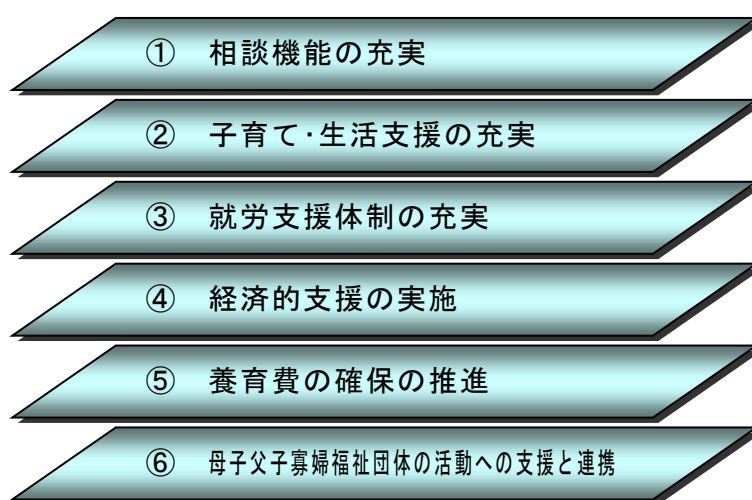 ① 相談機能の充実
② 子育て・生活支援の充実
③ 就労支援体制の充実
④ 経済的支援の実施
⑤ 養育費の確保の推進
⑥ 母子父子寡婦福祉団体の活動への支援と連携